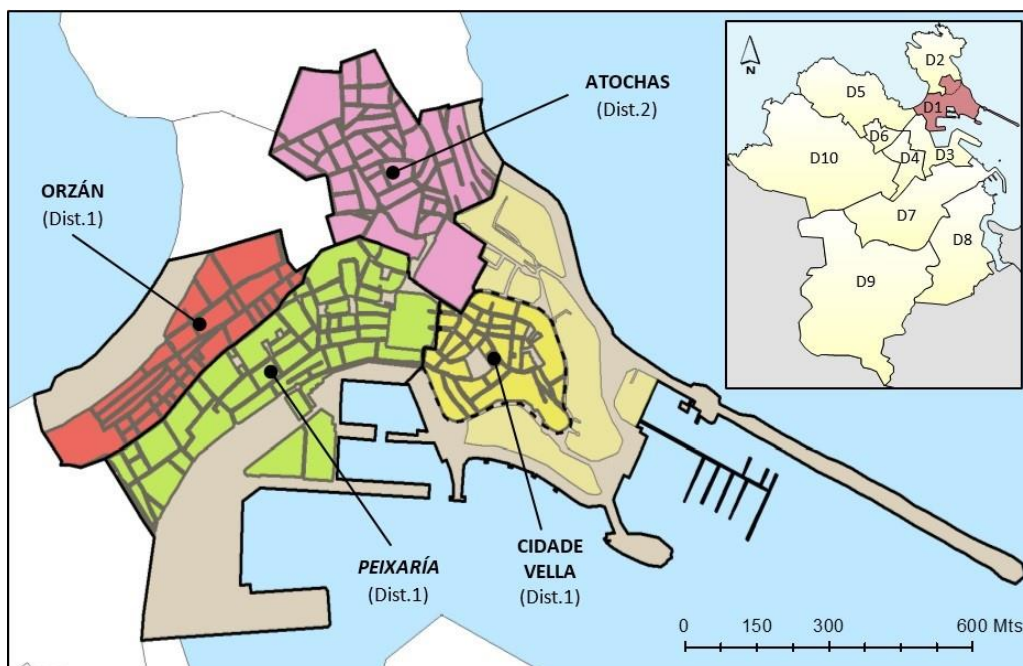 ATOCHAS
(Dist.2)
ORZÁN
(Dist.1)
PEIXARÍA
(Dist.1)
CIDADE
VELLA
(Dist.1)
N
D2
D5
D1
D6
D3
D4
D10
D7
D8
D9
0 150 300 600 Mts